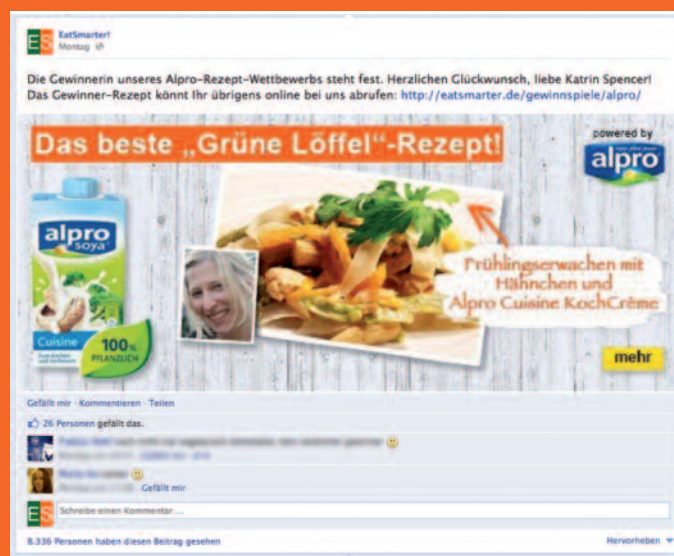 EatSmarter!
Montag
Die Gewinnerin unseres Alpro-Rezept-Wettbewerbs steht fest. Herzlichen Glückwunsch, liebe Katrin Spencer!
Das Gewinner-Rezept könnt Ihr übrigens online bei uns abrufen: http://eatsmarter.de/gewinnspiele/alpro/
Das beste „Grüne Löffel"-Rezept!
powered by
alpro
alpro
soya
Cuisine
100%
PFLANZLICH
Frühlingserwachen mit
Hähnchen und
Alpro Cuisine KochCrème
mehr
Gefällt mir · Kommentieren · Teilen
26 Personen gefällt das.
Gefällt mir
ES
Schreibe einen Kommentar ...
8.336 Personen haben diesen Beitrag gesehen
Hervorheben